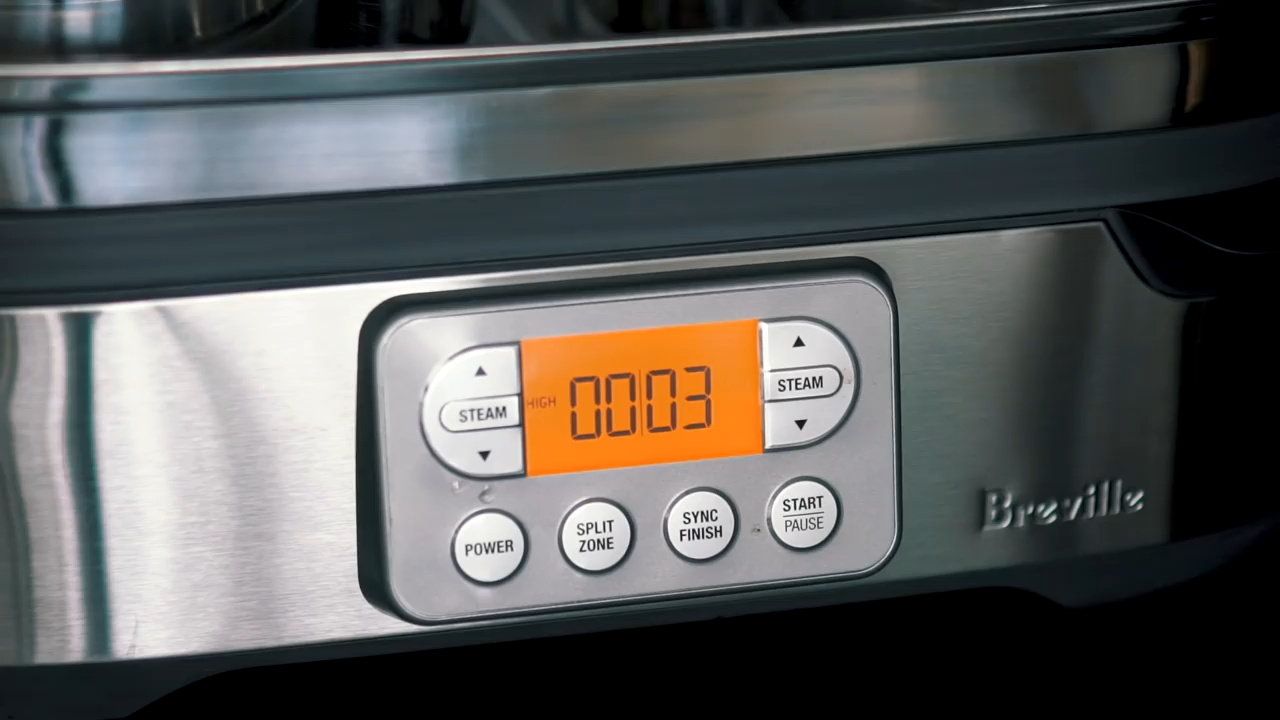 ▲
▲
STEAM
HIGH
0003
STEAM
▼
▼
POWER
SPLIT
ZONE
SYNC
FINISH
START
PAUSE
Breville